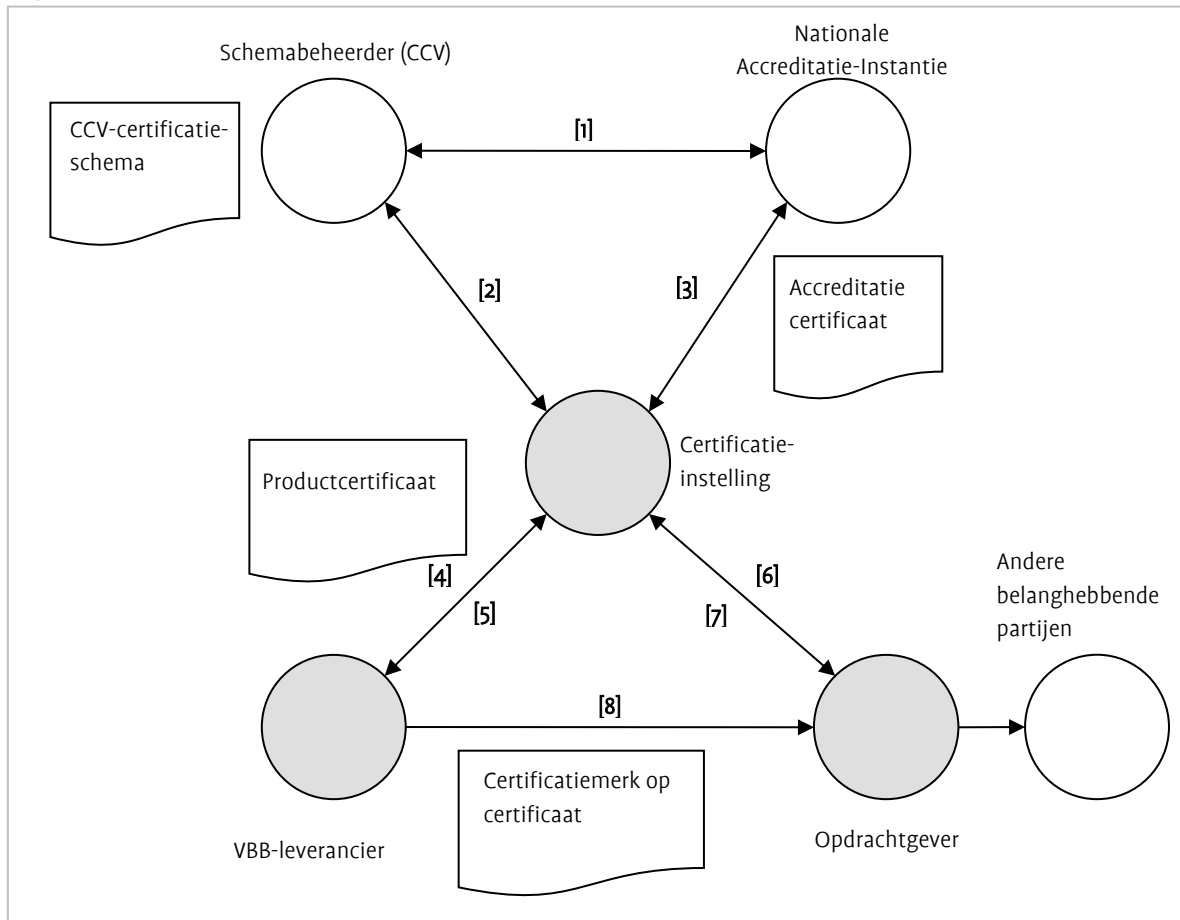 Schemabeheerder (CCV)
Nationale
Accreditatie-Instantie
CCV-certificatie-
schema
[1]
[2]
[3]
Accreditatie
certificaat
Certificatie-
instelling
Productcertificaat
[4]
[5]
[6]
[7]
Andere
belanghebbende
partijen
[8]
Certificatiemerk op
certificaat
VBB-leverancier
Opdrachtgever